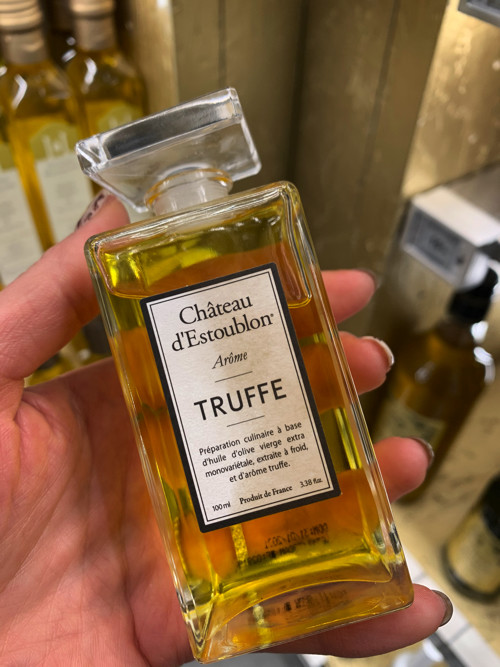 Château
d'Estoublon®
Arôme
TRUFFE
Préparation culinaire à base
d'huile d'olive vierge extra
monovariétale, extraite à froid,
et d'arôme truffe.
100 ml Produit de France 3.38 fl.oz.